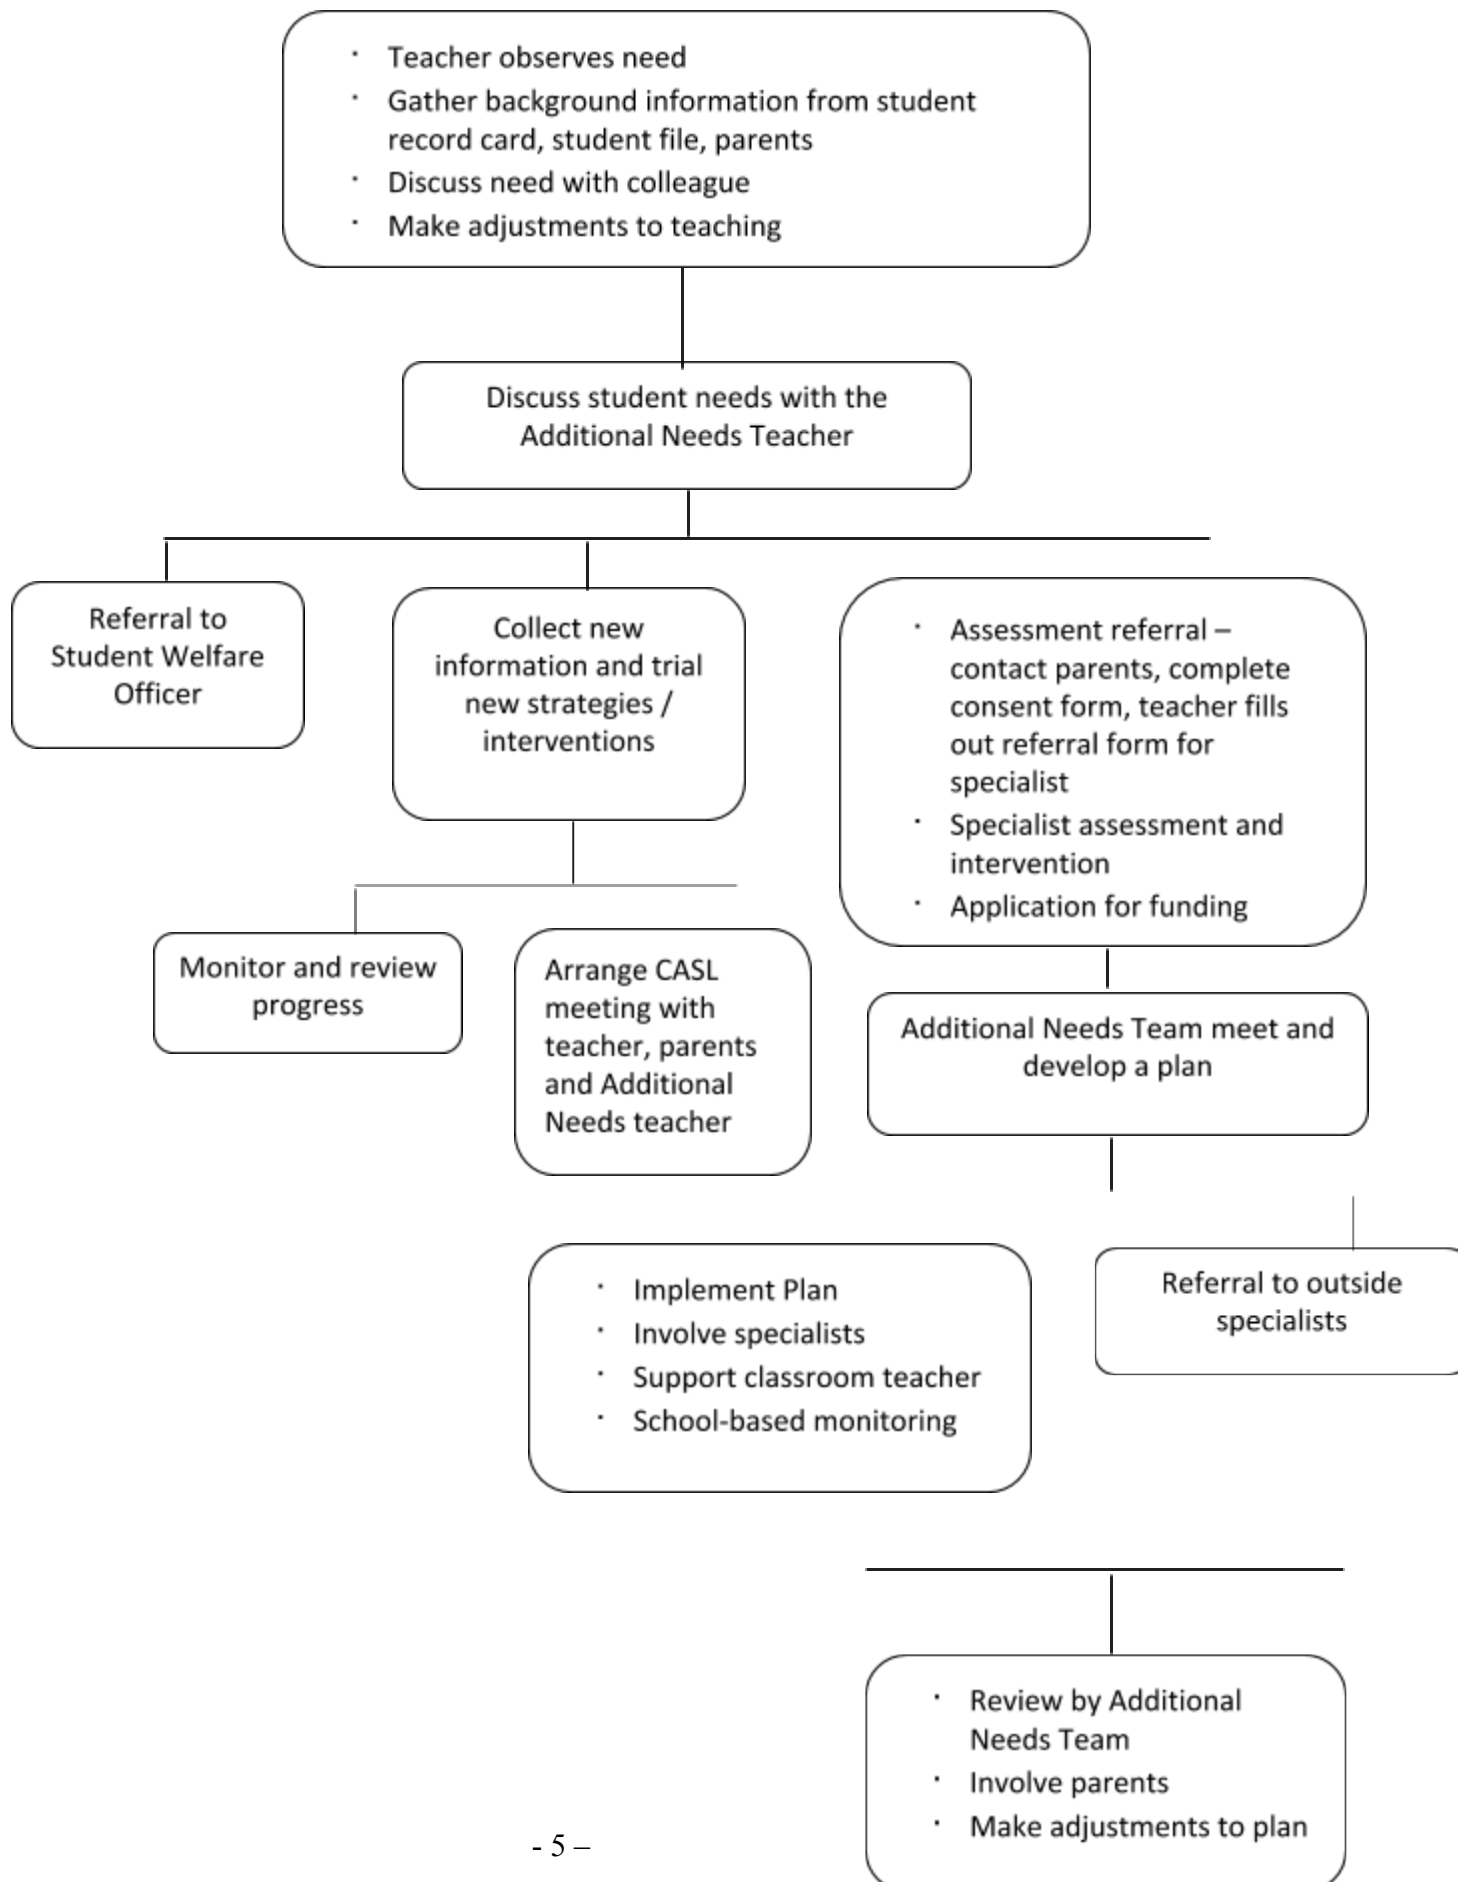 · Teacher observes need
· Gather background information from student
record card, student file, parents
· Discuss need with colleague
· Make adjustments to teaching
Discuss student needs with the
Additional Needs Teacher
Referral to
Student Welfare
Officer
Collect new
information and trial
new strategies /
interventions
· Assessment referral –
contact parents, complete
consent form, teacher fills
out referral form for
specialist
· Specialist assessment and
intervention
· Application for funding
Monitor and review
progress
Arrange CASL
meeting with
teacher, parents
and Additional
Needs teacher
Additional Needs Team meet and
develop a plan
· Implement Plan
· Involve specialists
· Support classroom teacher
· School-based monitoring
Referral to outside
specialists
· Review by Additional
Needs Team
· Involve parents
· Make adjustments to plan
- 5 –